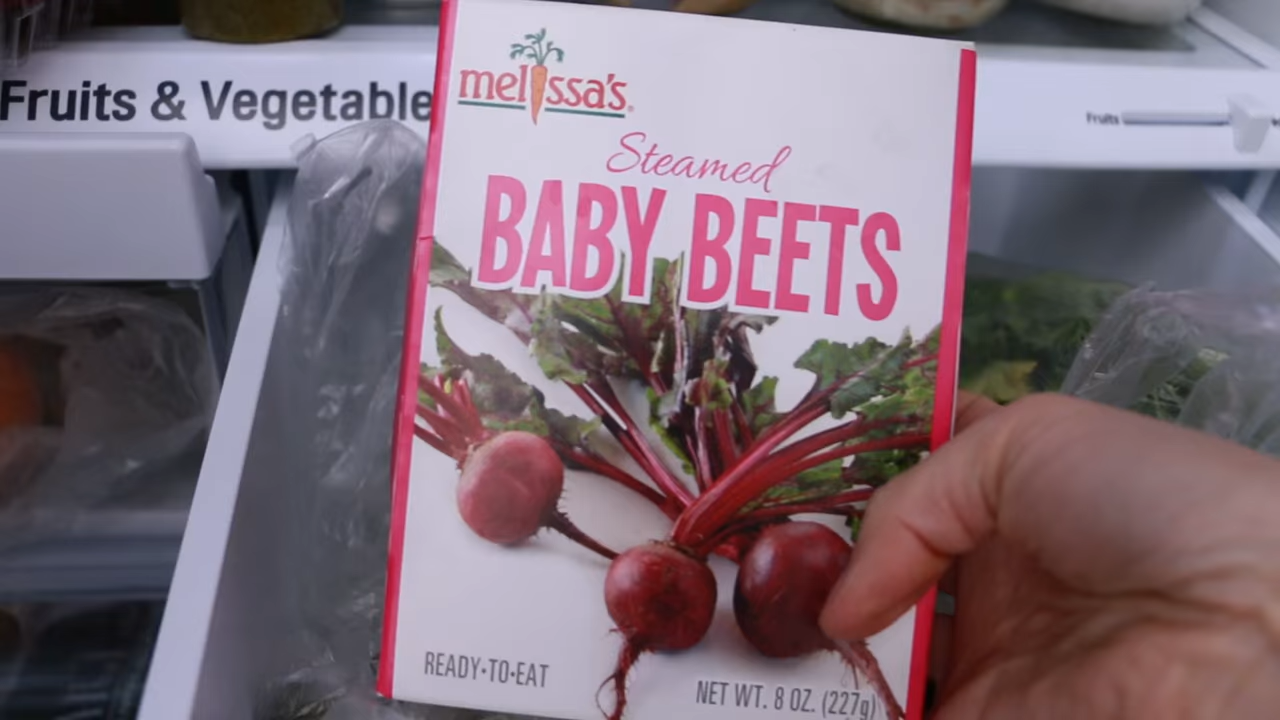 Fruits & Vegetable
Fruits
melissa's®
Steamed
BABY BEETS
READY•TO•EAT
NET WT. 8 OZ. (227g)